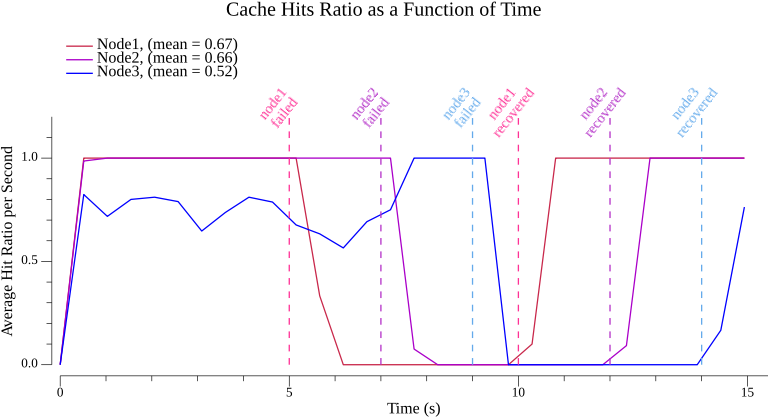 Cache Hits Ratio as a Function of Time
Node1, (mean = 0.67)
Node2, (mean = 0.66)
Node3, (mean = 0.52)
node1
failed
node2
failed
node3
failed
node1
recovered
node2
recovered
node3
recovered
Average Hit Ratio per Second
1.0
0.5
0.0
0
5
10
15
Time (s)